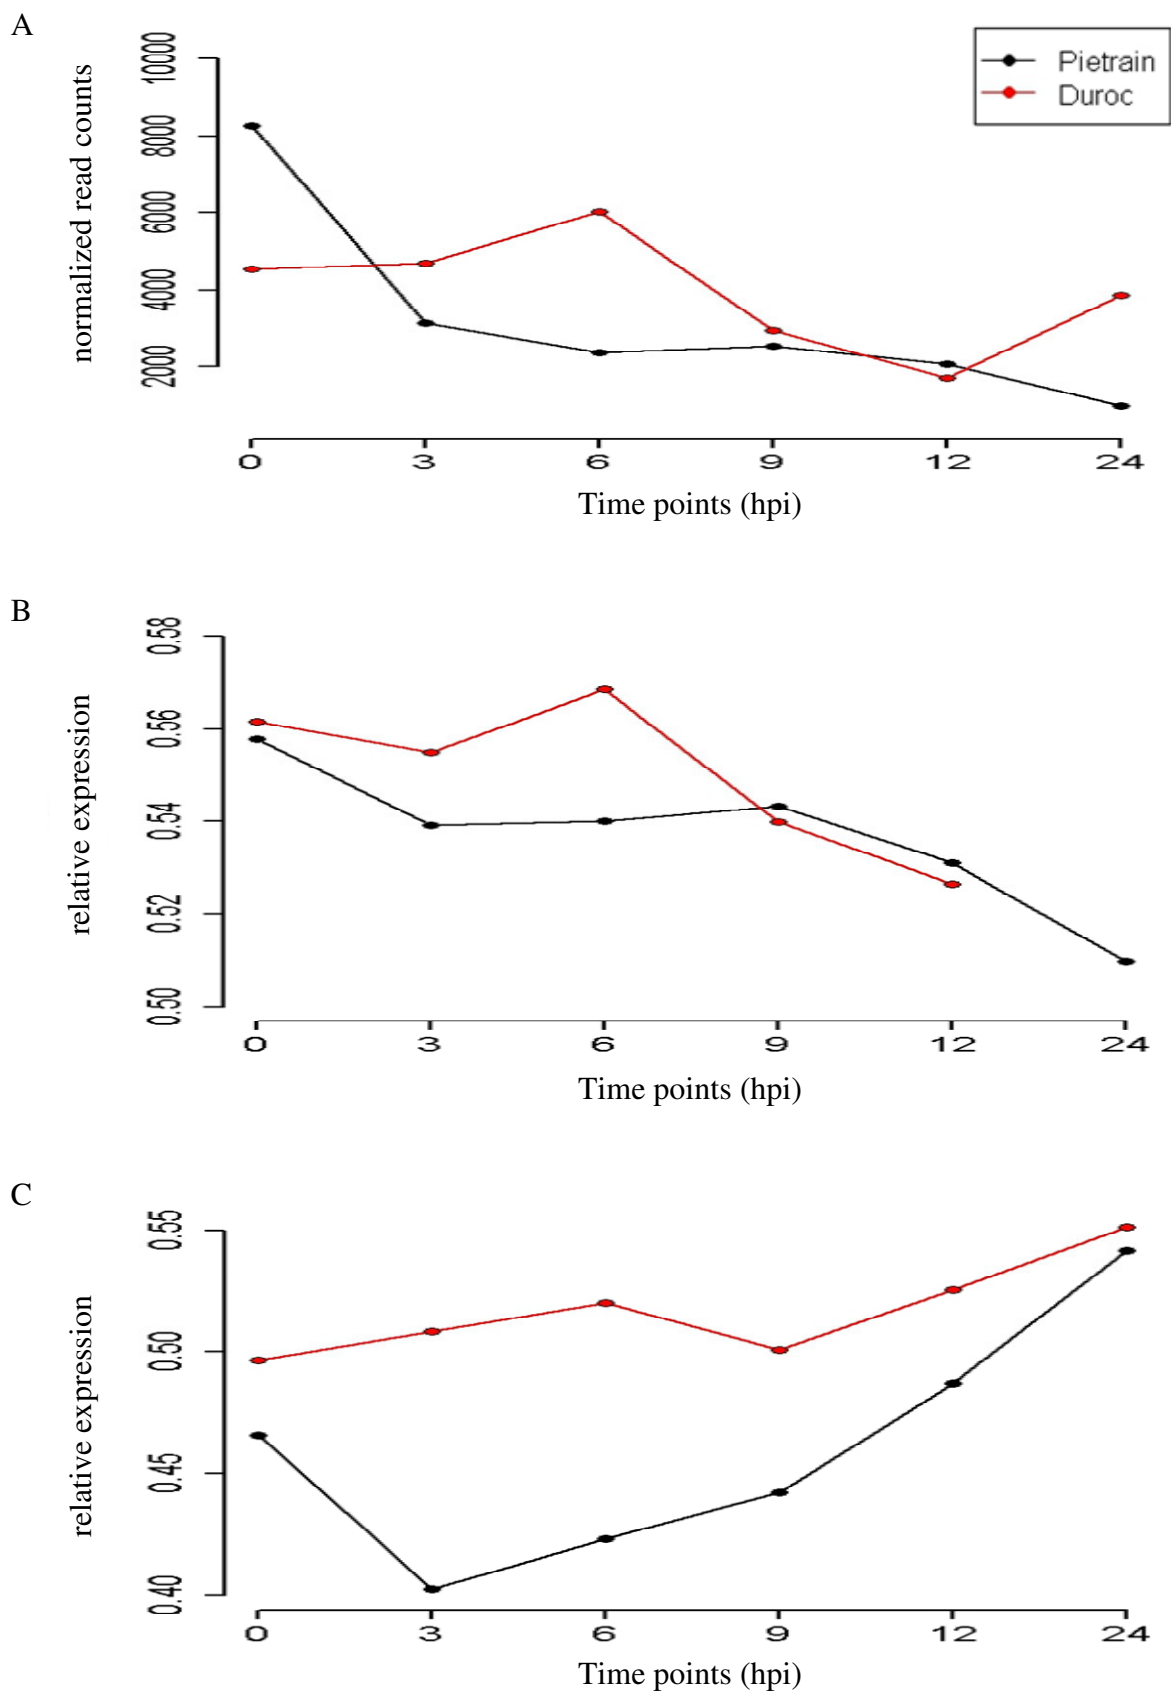 A
normalized read counts
10000
8000
6000
4000
2000
Pietrain
Duroc
0 3 6 9 12 24
Time points (hpi)
B
relative expression
0.58
0.56
0.54
0.52
0.50
0 3 6 9 12 24
Time points (hpi)
C
relative expression
0.55
0.50
0.45
0.40
0 3 6 9 12 24
Time points (hpi)